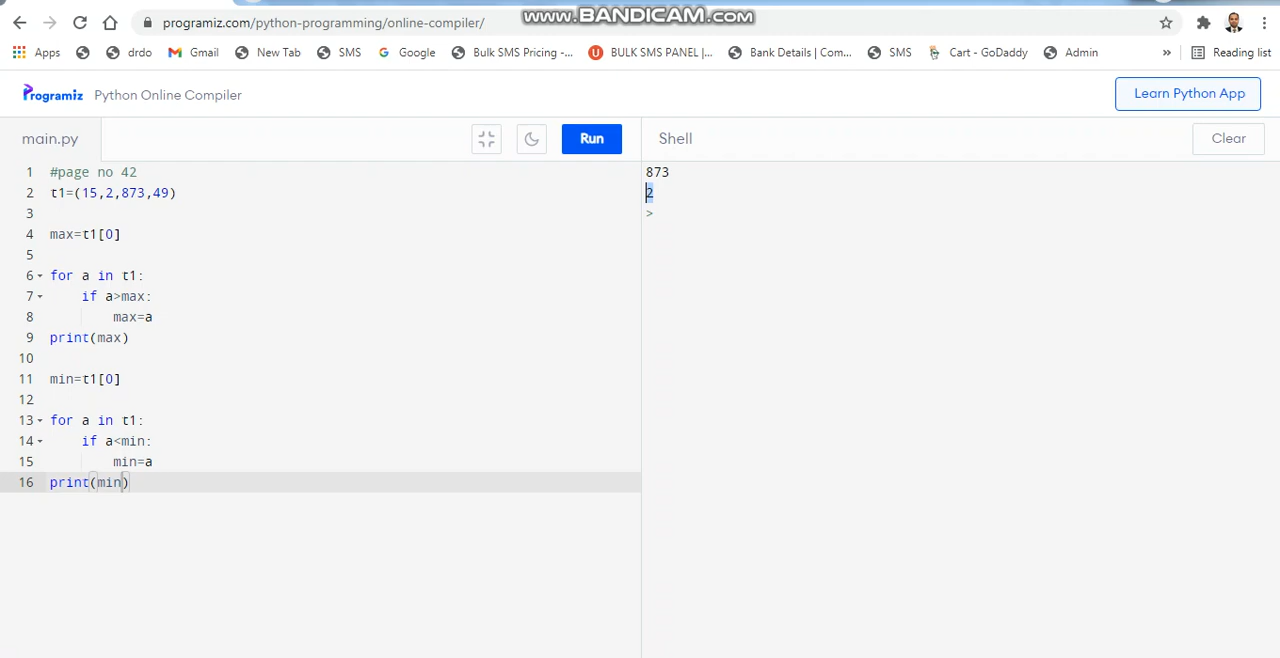 www.BANDICAM.com
programiz.com/python-programming/online-compiler/
Apps drdo Gmail New Tab SMS Google Bulk SMS Pricing -... BULK SMS PANEL |... Bank Details | Com... SMS Cart - GoDaddy Admin » Reading list
Programiz Python Online Compiler Learn Python App
main.py Run Shell Clear
1 #page no 42
2 t1=(15,2,873,49)
3
4 max=t1[0]
5
6 for a in t1:
7 if a>max:
8 max=a
9 print(max)
10
11 min=t1[0]
12
13 for a in t1:
14 if a<min:
15 min=a
16 print(min)
873
2
>